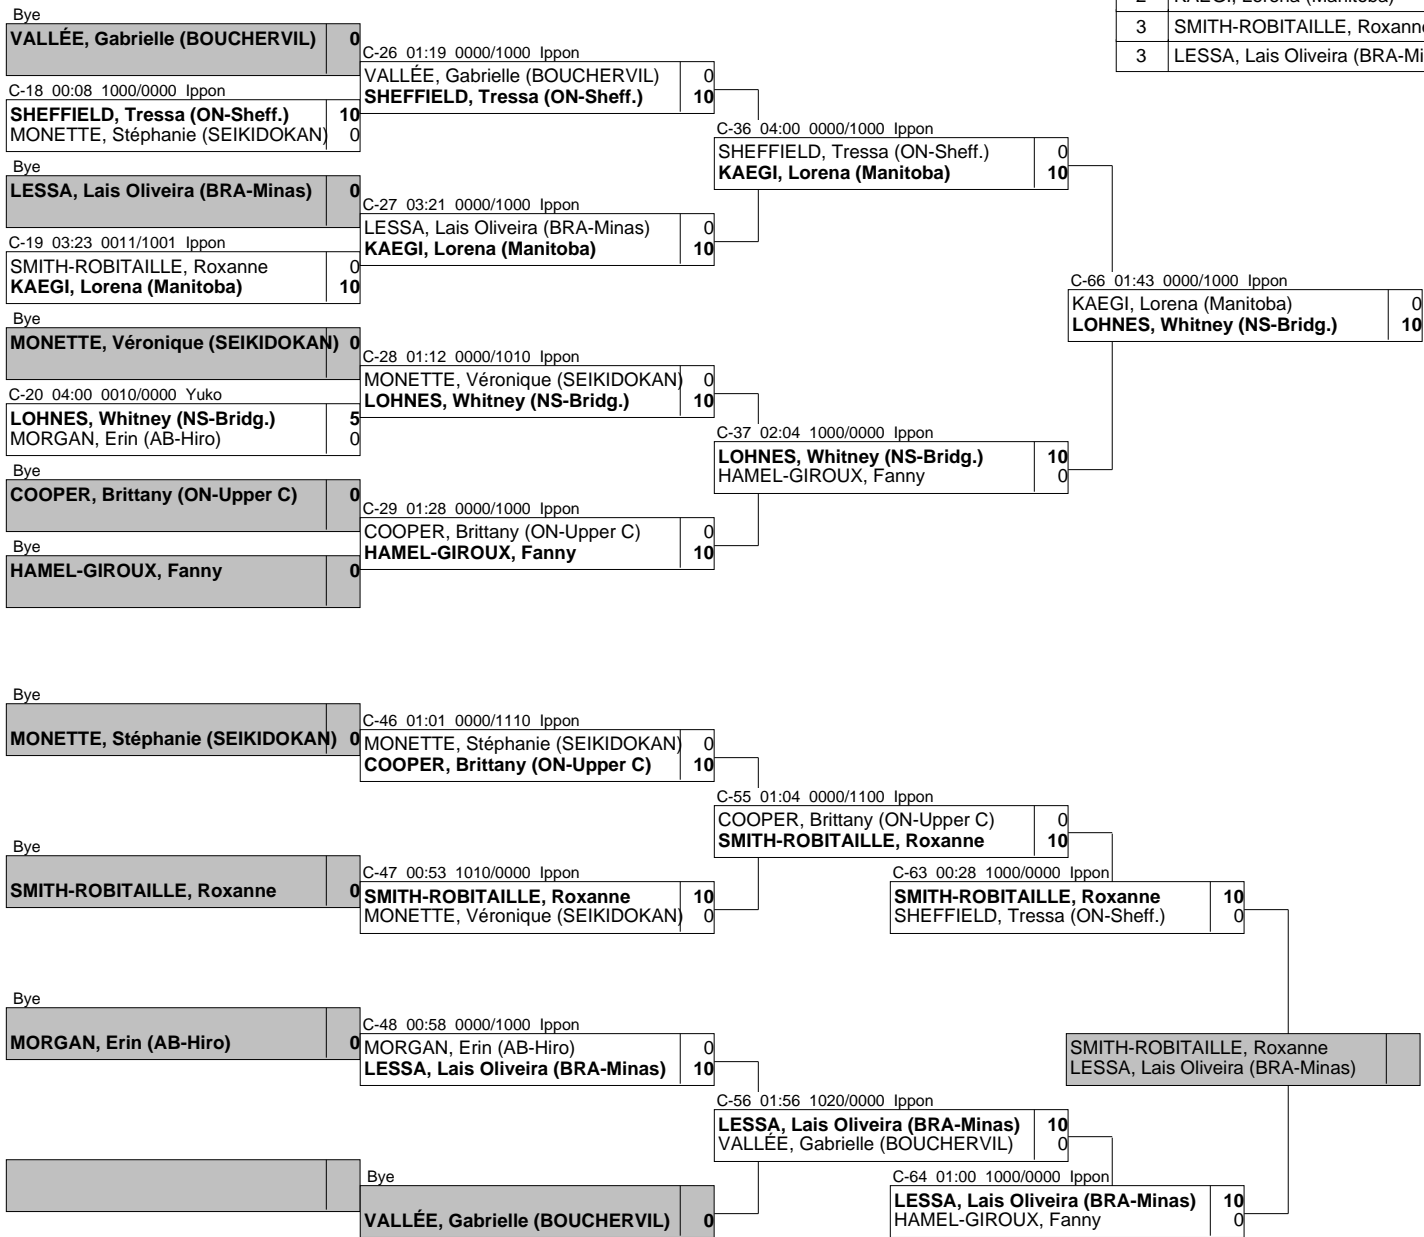 2 KAEGI, Lorena (Manitoba)
3 SMITH-ROBITAILLE, Roxanne
3 LESSA, Lais Oliveira (BRA-Mi
Bye
VALLÉE, Gabrielle (BOUCHERVIL) 0
C-18 00:08 1000/0000 Ippon
SHEFFIELD, Tressa (ON-Sheff.) 10
MONETTE, Stéphanie (SEIKIDOKAN) 0
Bye
LESSA, Lais Oliveira (BRA-Minas) 0
C-19 03:23 0011/1001 Ippon
SMITH-ROBITAILLE, Roxanne 0
KAEGI, Lorena (Manitoba) 10
Bye
MONETTE, Véronique (SEIKIDOKAN) 0
C-20 04:00 0010/0000 Yuko
LOHNES, Whitney (NS-Bridg.) 5
MORGAN, Erin (AB-Hiro) 0
Bye
COOPER, Brittany (ON-Upper C) 0
Bye
HAMEL-GIROUX, Fanny 0
C-26 01:19 0000/1000 Ippon
VALLÉE, Gabrielle (BOUCHERVIL) 0
SHEFFIELD, Tressa (ON-Sheff.) 10
C-27 03:21 0000/1000 Ippon
LESSA, Lais Oliveira (BRA-Minas) 0
KAEGI, Lorena (Manitoba) 10
C-28 01:12 0000/1010 Ippon
MONETTE, Véronique (SEIKIDOKAN) 0
LOHNES, Whitney (NS-Bridg.) 10
C-29 01:28 0000/1000 Ippon
COOPER, Brittany (ON-Upper C) 0
HAMEL-GIROUX, Fanny 10
C-36 04:00 0000/1000 Ippon
SHEFFIELD, Tressa (ON-Sheff.) 0
KAEGI, Lorena (Manitoba) 10
C-37 02:04 1000/0000 Ippon
LOHNES, Whitney (NS-Bridg.) 10
HAMEL-GIROUX, Fanny 0
C-66 01:43 0000/1000 Ippon
KAEGI, Lorena (Manitoba) 0
LOHNES, Whitney (NS-Bridg.) 10
Bye
MONETTE, Stéphanie (SEIKIDOKAN) 0
Bye
SMITH-ROBITAILLE, Roxanne 0
Bye
MORGAN, Erin (AB-Hiro) 0
C-46 01:01 0000/1110 Ippon
MONETTE, Stéphanie (SEIKIDOKAN) 0
COOPER, Brittany (ON-Upper C) 10
C-47 00:53 1010/0000 Ippon
SMITH-ROBITAILLE, Roxanne 10
MONETTE, Véronique (SEIKIDOKAN) 0
C-48 00:58 0000/1000 Ippon
MORGAN, Erin (AB-Hiro) 0
LESSA, Lais Oliveira (BRA-Minas) 10
Bye
VALLÉE, Gabrielle (BOUCHERVIL) 0
C-55 01:04 0000/1100 Ippon
COOPER, Brittany (ON-Upper C) 0
SMITH-ROBITAILLE, Roxanne 10
C-56 01:56 1020/0000 Ippon
LESSA, Lais Oliveira (BRA-Minas) 10
VALLÉE, Gabrielle (BOUCHERVIL) 0
C-63 00:28 1000/0000 Ippon
SMITH-ROBITAILLE, Roxanne 10
SHEFFIELD, Tressa (ON-Sheff.) 0
C-64 01:00 1000/0000 Ippon
LESSA, Lais Oliveira (BRA-Minas) 10
HAMEL-GIROUX, Fanny 0
SMITH-ROBITAILLE, Roxanne
LESSA, Lais Oliveira (BRA-Minas)